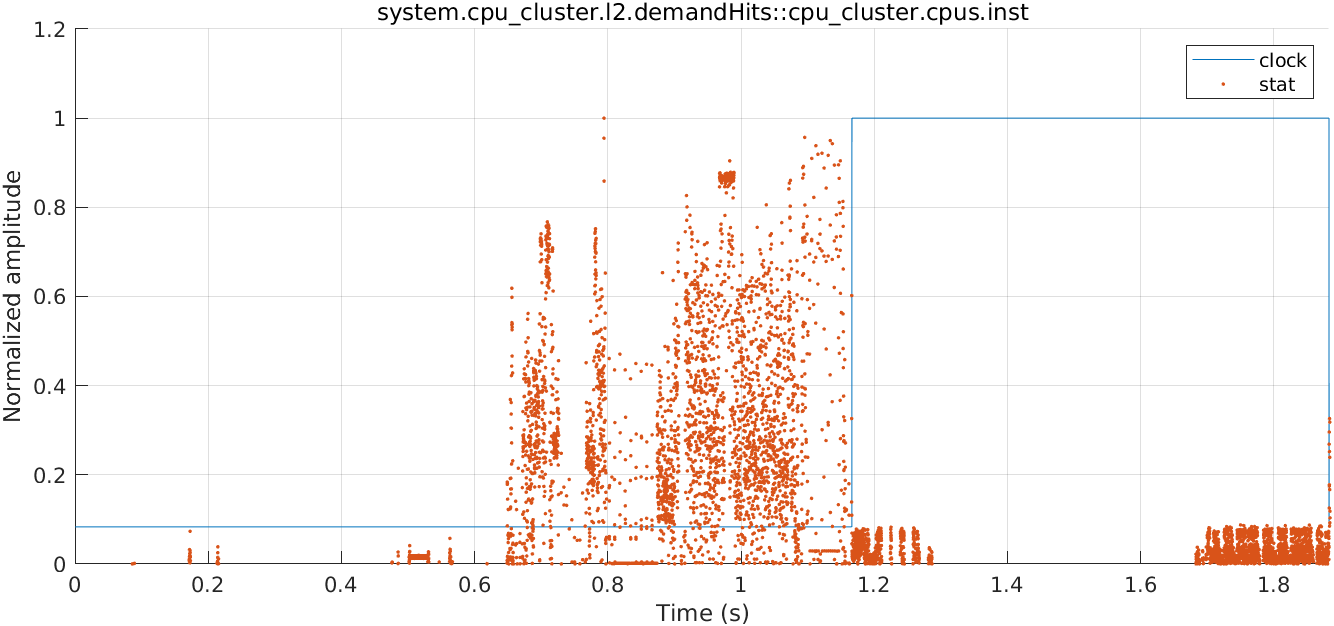 system.cpu_cluster.l2.demandHits::cpu_cluster.cpus.inst
1.2
1
0.8
0.6
0.4
0.2
0
Normalized amplitude
clock
stat
0 0.2 0.4 0.6 0.8 1 1.2 1.4 1.6 1.8
Time (s)